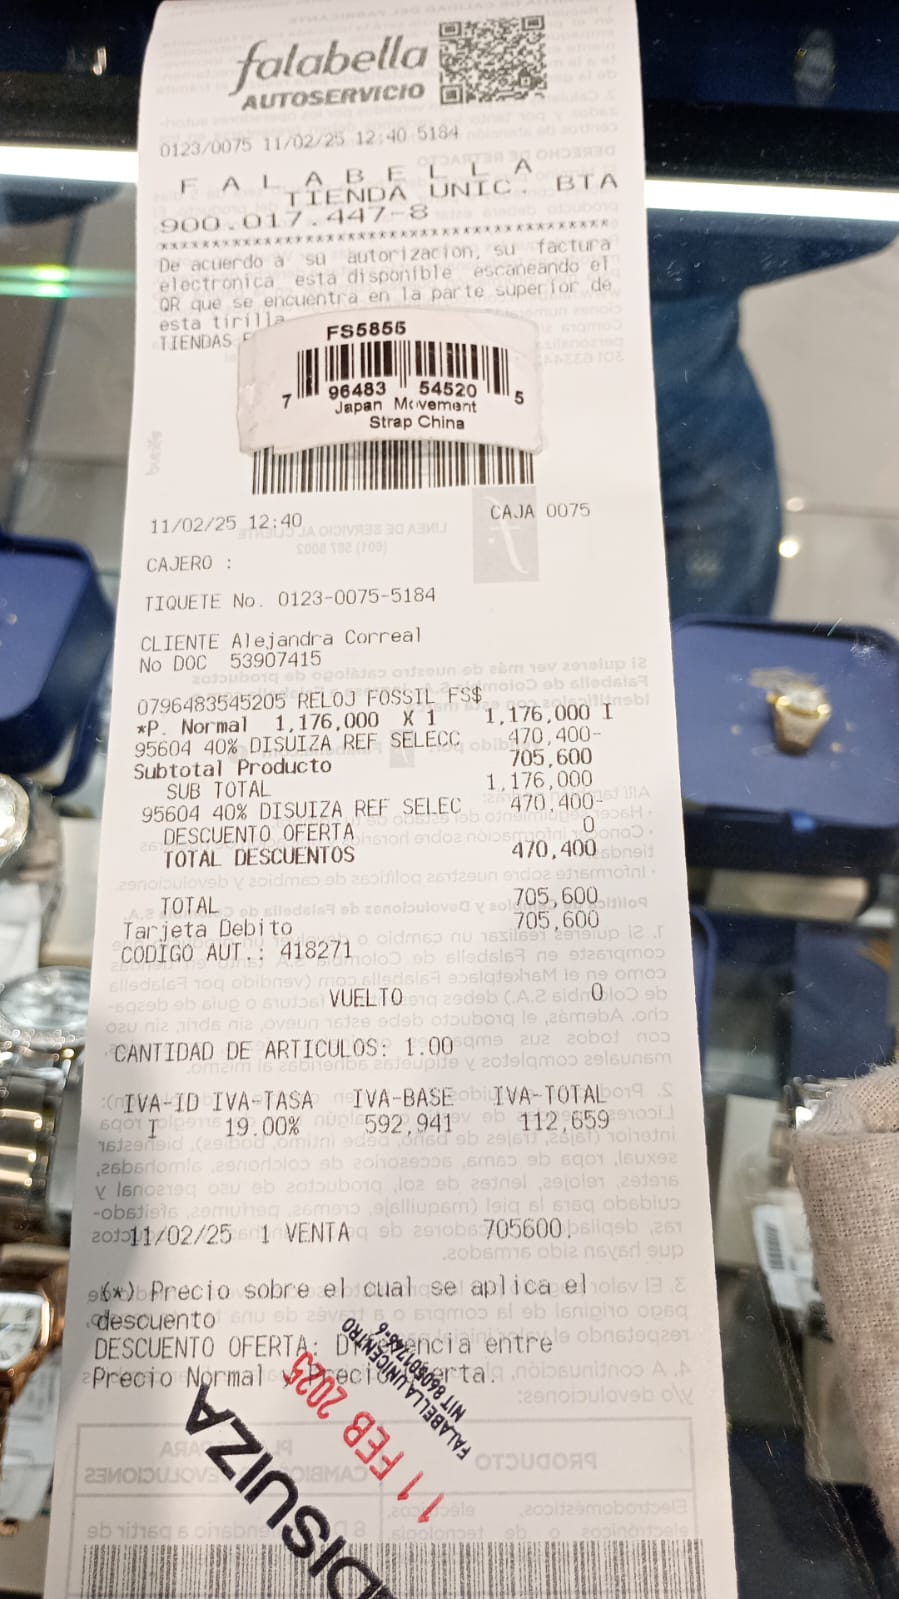 falabella
AUTOSERVICIO
0123/0075 11/02/25 12:40 5184
F A L A B E L L A
TIENDA UNIC. BTA
900.017.447-8
****************************************
De acuerdo a su autorizacion, su factura
electronica esta disponible escaneando el
QR que se encuentra en la parte superior de
esta tirilla
TIENDAS
FS5855
7 96483 54520 5
Japan Movement
Strap China
11/02/25 12:40 CAJA 0075
CAJERO :
TIQUETE No. 0123-0075-5184
CLIENTE Alejandra Correal
No DOC 53907415
0796483545205 RELOJ FOSSIL FS$
*P. Normal 1,176,000 X 1 1,176,000 I
95604 40% DISUIZA REF SELECC 470,400-
Subtotal Producto 705,600
SUB TOTAL 1,176,000
95604 40% DISUIZA REF SELEC 470,400-
DESCUENTO OFERTA 0
TOTAL DESCUENTOS 470,400
TOTAL 705,600
Tarjeta Debito 705,600
CODIGO AUT.: 418271
VUELTO 0
CANTIDAD DE ARTICULOS: 1.00
IVA-ID IVA-TASA IVA-BASE IVA-TOTAL
I 19.00% 592,941 112,659
11/02/25 1 VENTA 705600.
(*) Precio sobre el cual se aplica el
descuento
DESCUENTO OFERTA: Diferencia entre
Precio Normal y Precio Oferta.
FALABELLA UNICENTRO
11 FEB 2025
DISUIZA